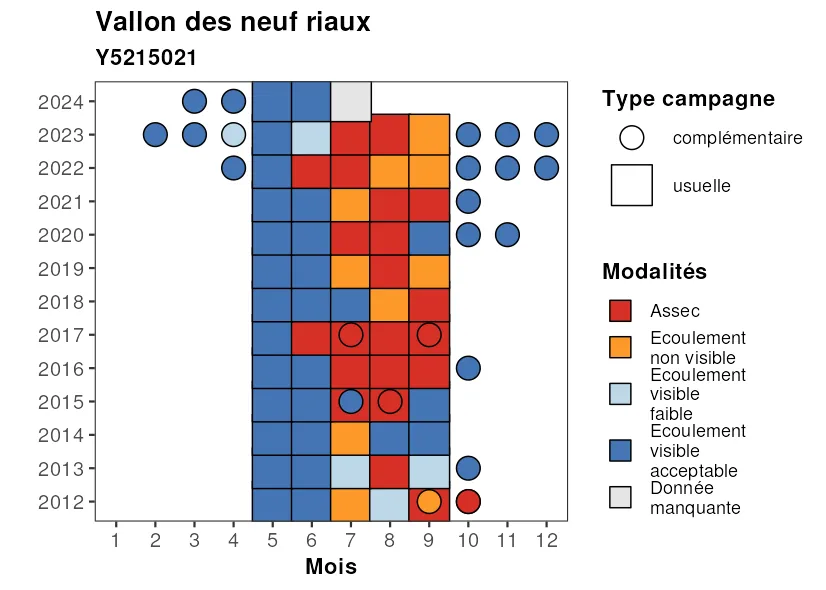 Vallon des neuf riaux
Y5215021
2024
2023
2022
2021
2020
2019
2018
2017
2016
2015
2014
2013
2012
1 2 3 4 5 6 7 8 9 10 11 12
Mois
Type campagne
complémentaire
usuelle
Modalités
Assec
Ecoulement
non visible
Ecoulement
visible
faible
Ecoulement
visible
acceptable
Donnée
manquante